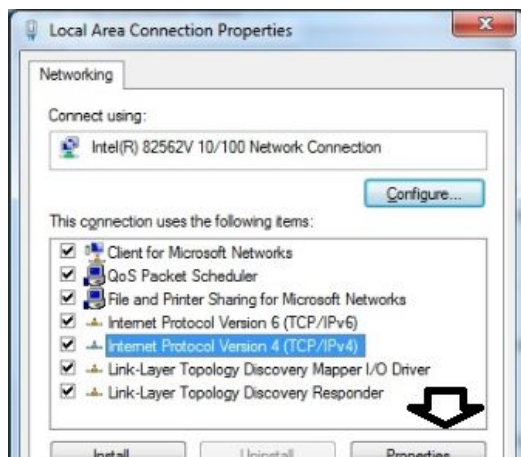 Local Area Connection Properties
Networking
Connect using:
Intel(R) 82562V 10/100 Network Connection
Configure...
This connection uses the following items:
Client for Microsoft Networks
QoS Packet Scheduler
File and Printer Sharing for Microsoft Networks
Internet Protocol Version 6 (TCP/IPv6)
Internet Protocol Version 4 (TCP/IPv4)
Link-Layer Topology Discovery Mapper I/O Driver
Link-Layer Topology Discovery Responder
Install... Uninstall Properties